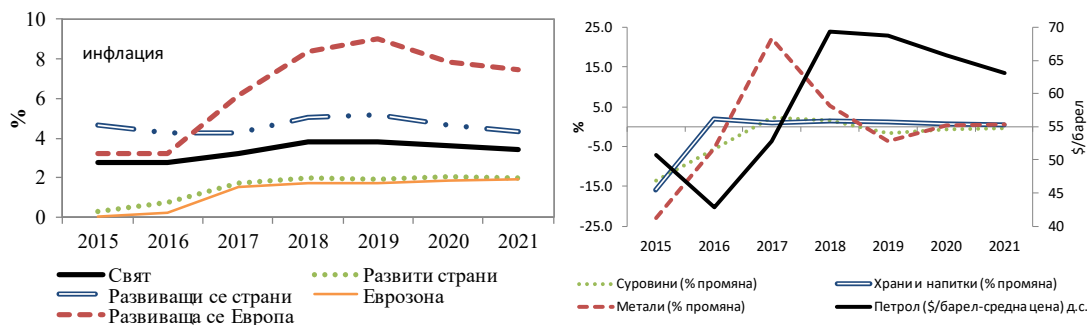 инфлация
%
10
8
6
4
2
0
2015 2016 2017 2018 2019 2020 2021
Свят
Развити страни
Развиващи се страни
Еврозона
Развиваща се Европа
%
25.0
15.0
5.0
-5.0
-15.0
-25.0
70
65
60
55
50
45
40
$/барел
2015 2016 2017 2018 2019 2020 2021
Суровини (% промяна)
Храни и напитки (% промяна)
Метали (% промяна)
Петрол ($/барел-средна цена) д.с.